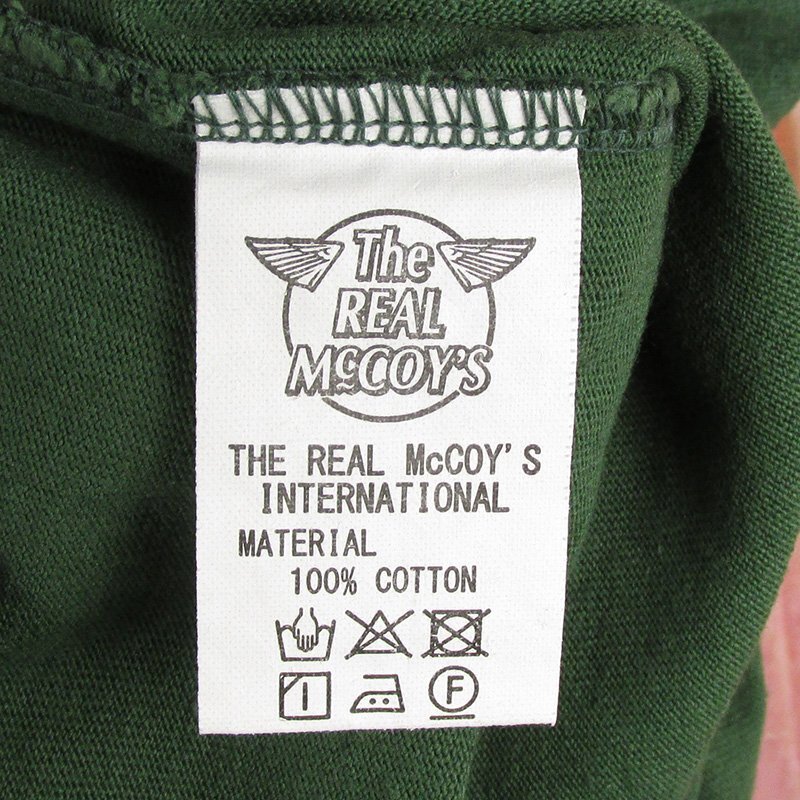 The
REAL
McCOY'S
THE REAL McCOY'S
INTERNATIONAL
MATERIAL
100% COTTON
F